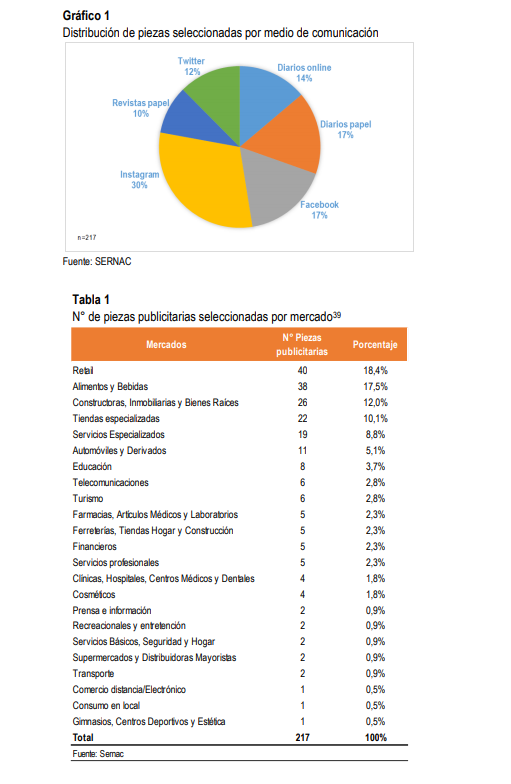 Gráfico 1
Distribución de piezas seleccionadas por medio de comunicación
Twitter
12%
Diarios online
14%
Revistas papel
10%
Diarios papel
17%
Instagram
30%
Facebook
17%
n=217
Fuente: SERNAC
Tabla 1
N° de piezas publicitarias seleccionadas por mercado39
Mercados N° Piezas publicitarias Porcentaje
Retail 40 18,4%
Alimentos y Bebidas 38 17,5%
Constructoras, Inmobiliarias y Bienes Raíces 26 12,0%
Tiendas especializadas 22 10,1%
Servicios Especializados 19 8,8%
Automóviles y Derivados 11 5,1%
Educación 8 3,7%
Telecomunicaciones 6 2,8%
Turismo 6 2,8%
Farmacias, Artículos Médicos y Laboratorios 5 2,3%
Ferreterías, Tiendas Hogar y Construcción 5 2,3%
Financieros 5 2,3%
Servicios profesionales 5 2,3%
Clínicas, Hospitales, Centros Médicos y Dentales 4 1,8%
Cosméticos 4 1,8%
Prensa e información 2 0,9%
Recreacionales y entretención 2 0,9%
Servicios Básicos, Seguridad y Hogar 2 0,9%
Supermercados y Distribuidoras Mayoristas 2 0,9%
Transporte 2 0,9%
Comercio distancia/Electrónico 1 0,5%
Consumo en local 1 0,5%
Gimnasios, Centros Deportivos y Estética 1 0,5%
Total 217 100%
Fuente: Sernac